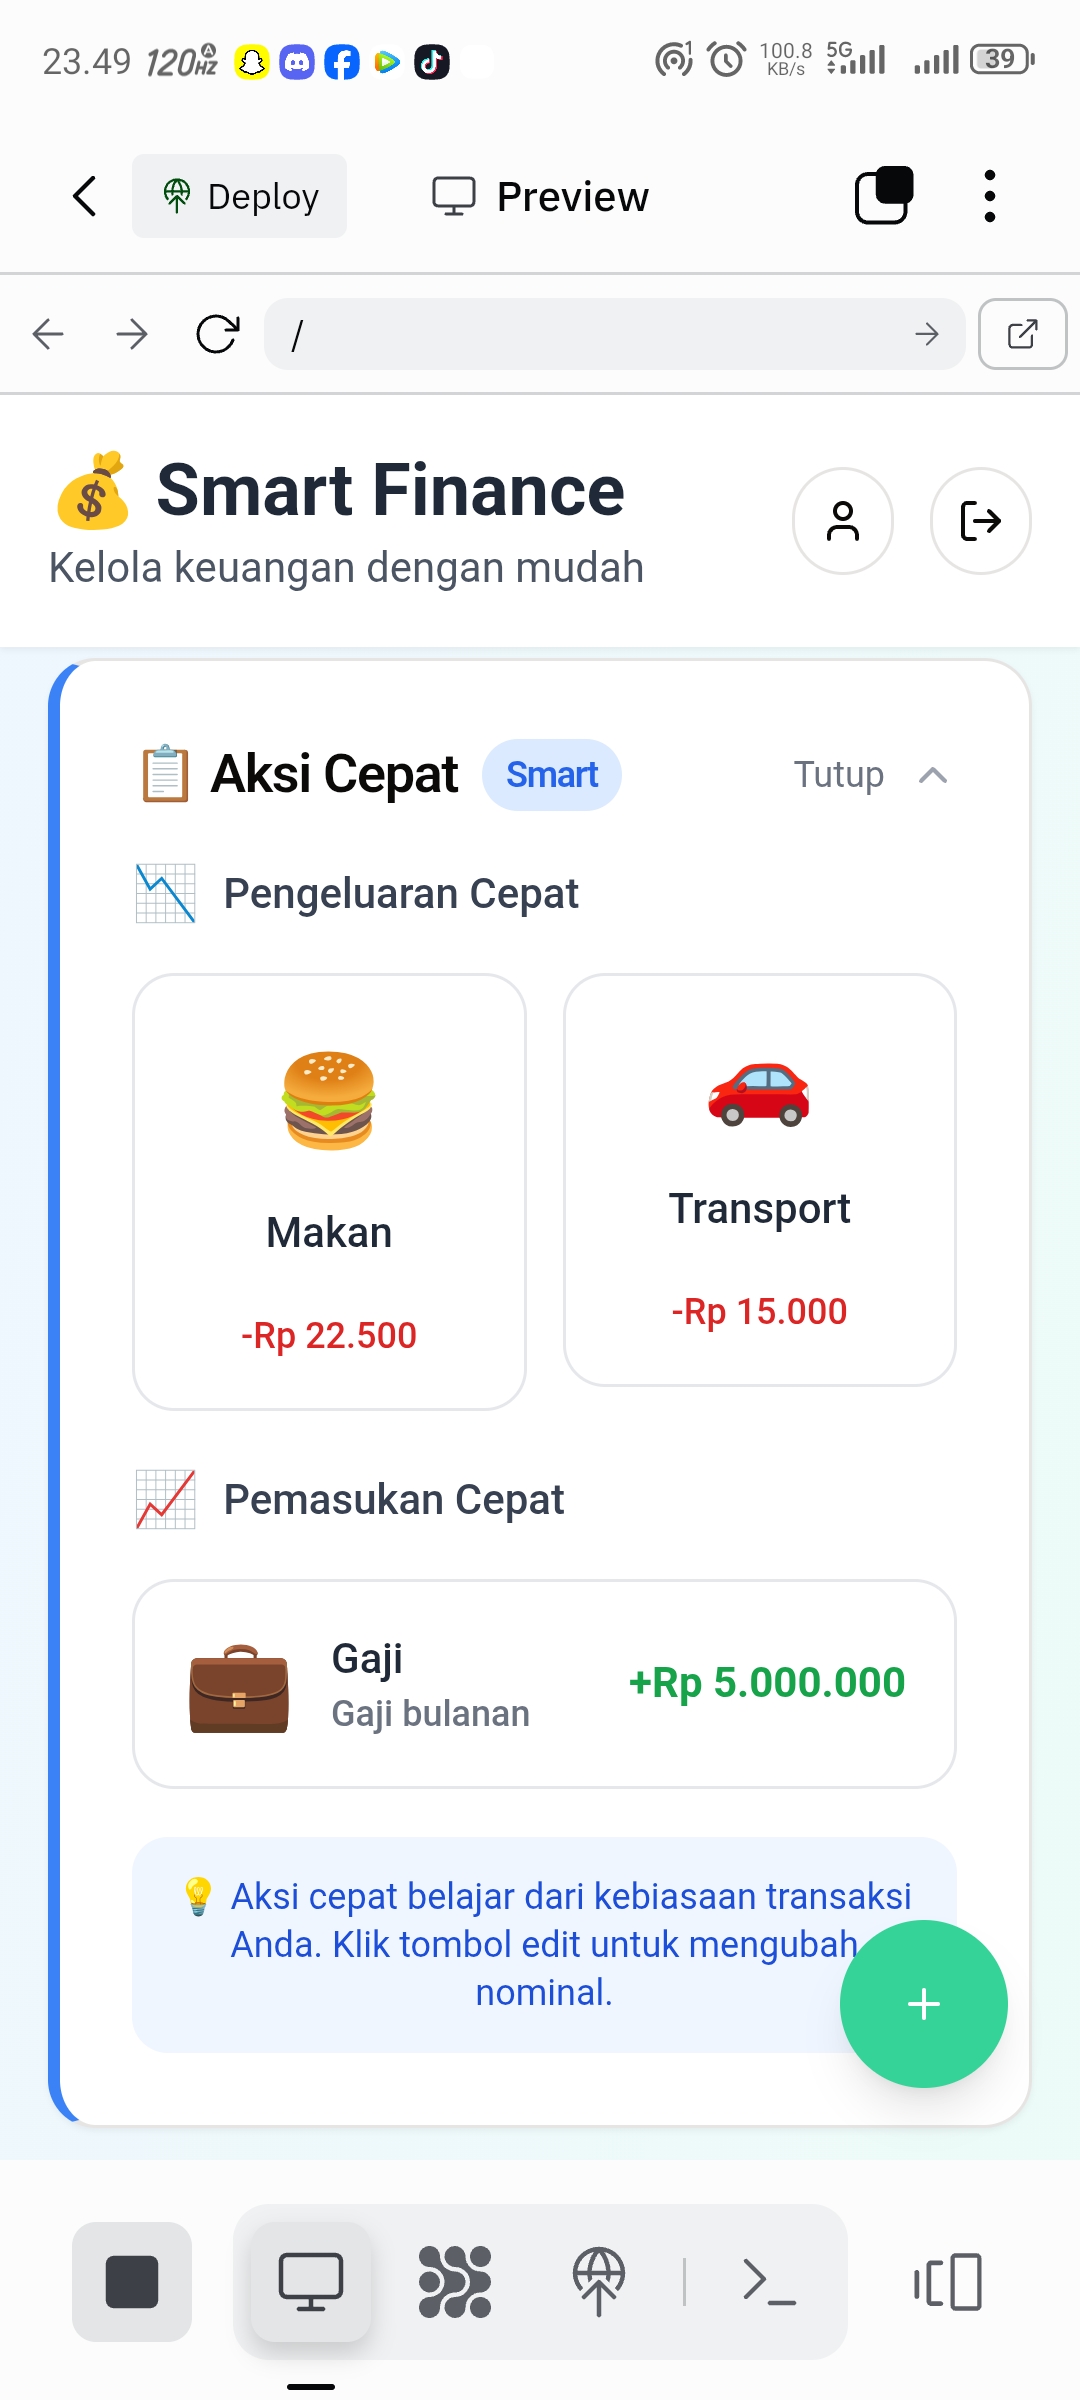 23.49 120HZ A 1 100.8 KB/s 5G 39
Deploy Preview
/
Smart Finance
Kelola keuangan dengan mudah
Aksi Cepat Smart Tutup
Pengeluaran Cepat
Makan Transport
-Rp 22.500 -Rp 15.000
Pemasukan Cepat
Gaji
Gaji bulanan
+Rp 5.000.000
Aksi cepat belajar dari kebiasaan transaksi
Anda. Klik tombol edit untuk mengubah
nominal.